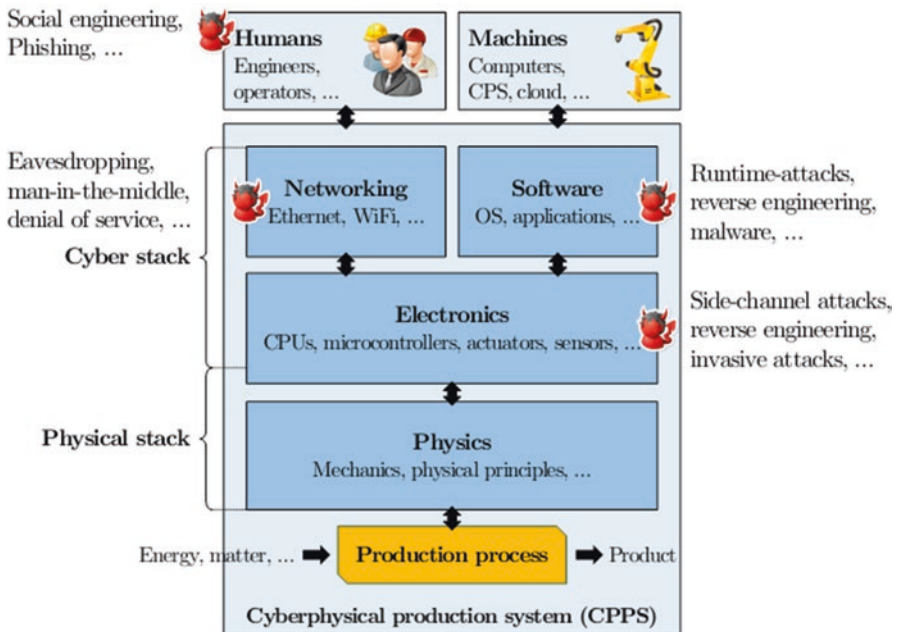 Social engineering,
Phishing, ...
Humans
Engineers,
operators, ...
Machines
Computers,
CPS, cloud, ...
Eavesdropping,
man-in-the-middle,
denial of service, ...
Cyber stack
Networking
Ethernet, WiFi, ...
Software
OS, applications, ...
Runtime-attacks,
reverse engineering,
malware, ...
Electronics
CPUs, microcontrollers, actuators, sensors, ...
Side-channel attacks,
reverse engineering,
invasive attacks, ...
Physical stack
Physics
Mechanics, physical principles, ...
Energy, matter, ...
Production process
Product
Cyberphysical production system (CPPS)